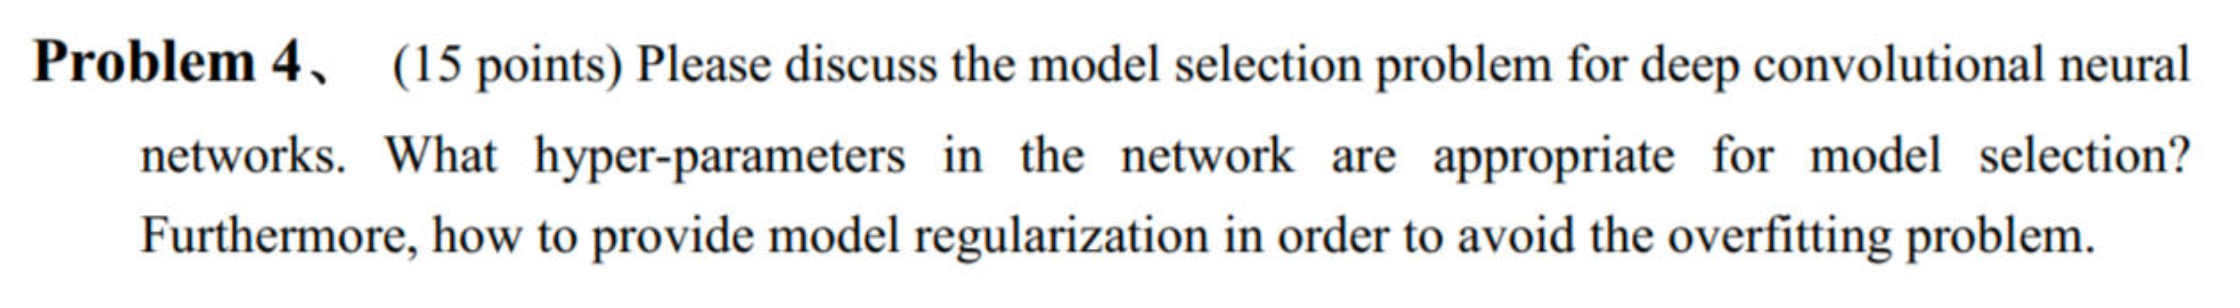 Problem 4、 (15 points) Please discuss the model selection problem for deep convolutional neural
networks. What hyper-parameters in the network are appropriate for model selection?
Furthermore, how to provide model regularization in order to avoid the overfitting problem.